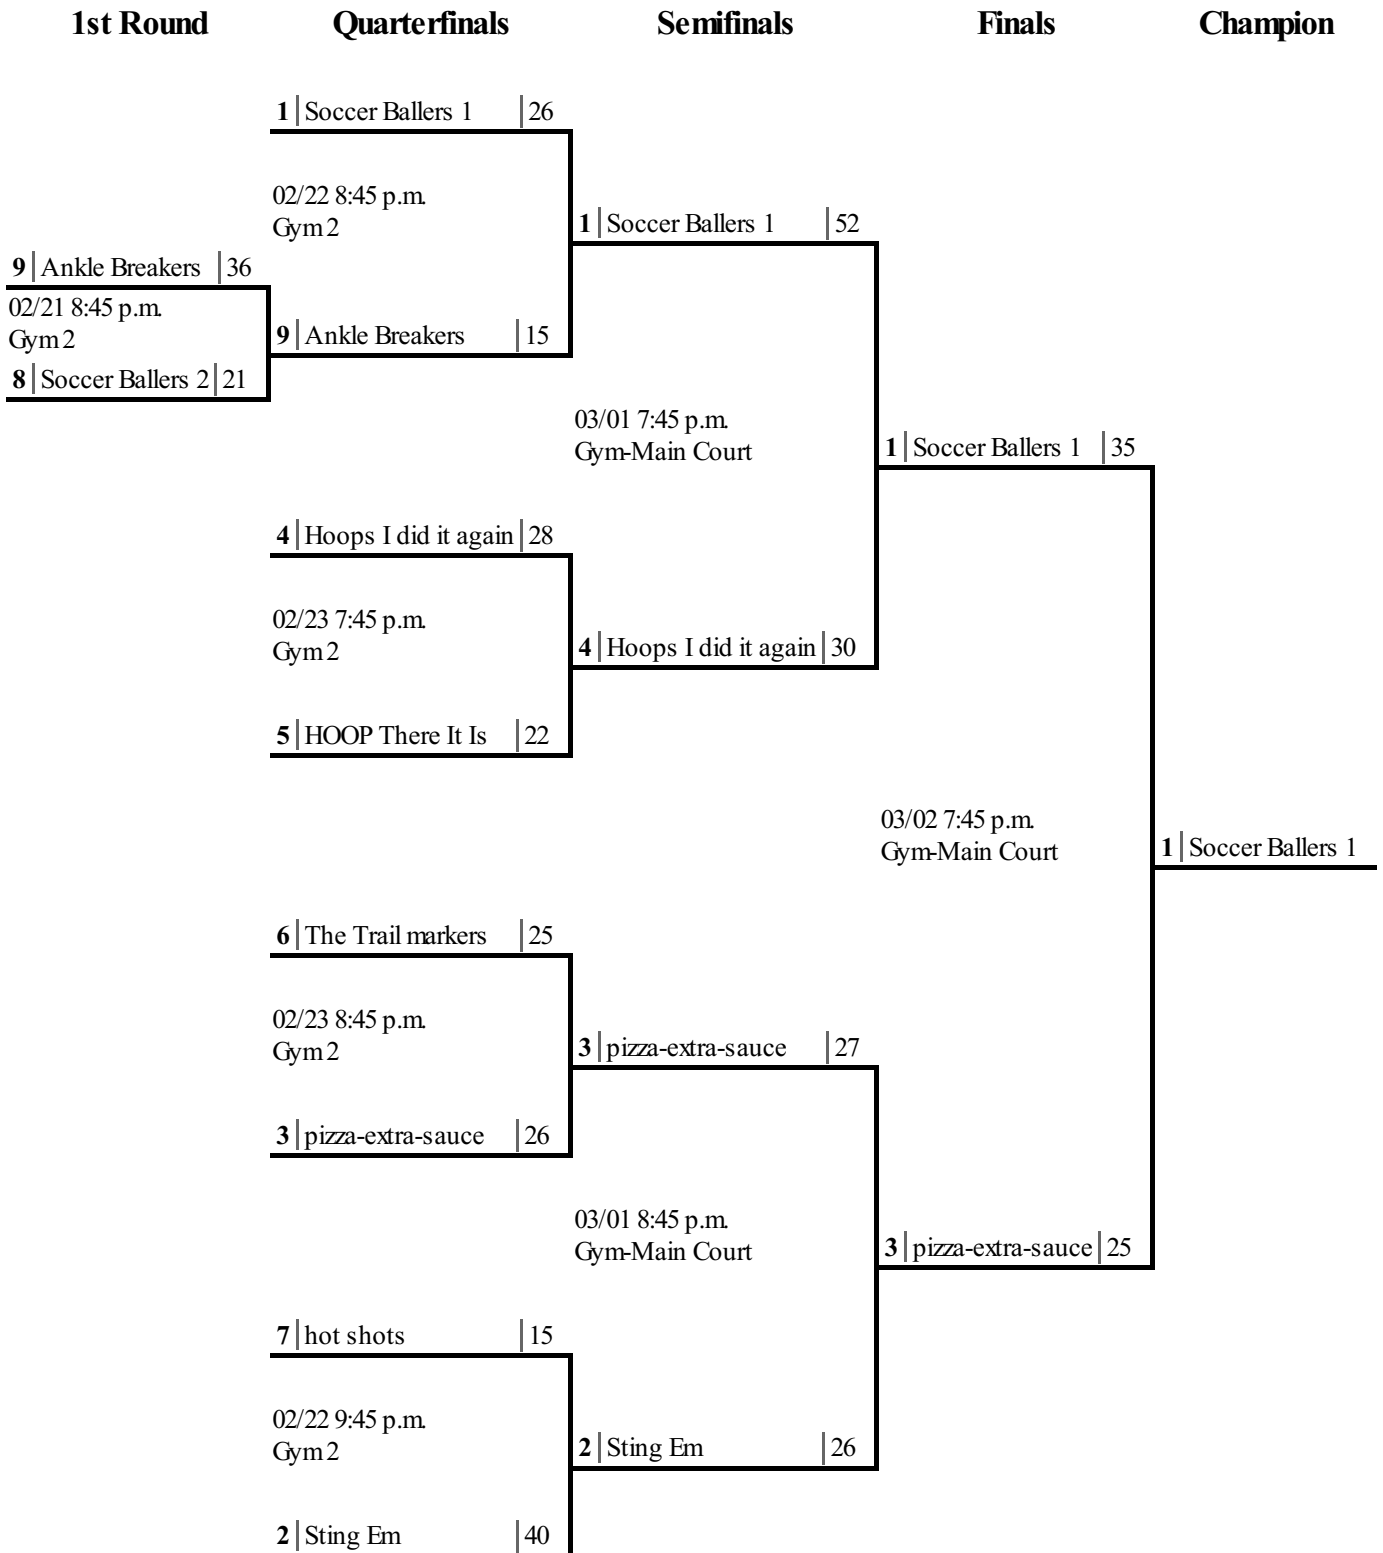 1st Round Quarterfinals Semifinals Finals Champion
1 Soccer Ballers 1 26
02/22 8:45 p.m.
Gym 2
1 Soccer Ballers 1 52
9 Ankle Breakers 36
02/21 8:45 p.m.
Gym 2
9 Ankle Breakers 15
8 Soccer Ballers 2 21
03/01 7:45 p.m.
Gym-Main Court
1 Soccer Ballers 1 35
4 Hoops I did it again 28
02/23 7:45 p.m.
Gym 2
4 Hoops I did it again 30
5 HOOP There It Is 22
03/02 7:45 p.m.
Gym-Main Court
1 Soccer Ballers 1
6 The Trail markers 25
02/23 8:45 p.m.
Gym 2
3 pizza-extra-sauce 27
3 pizza-extra-sauce 26
03/01 8:45 p.m.
Gym-Main Court
3 pizza-extra-sauce 25
7 hot shots 15
02/22 9:45 p.m.
Gym 2
2 Sting Em 26
2 Sting Em 40